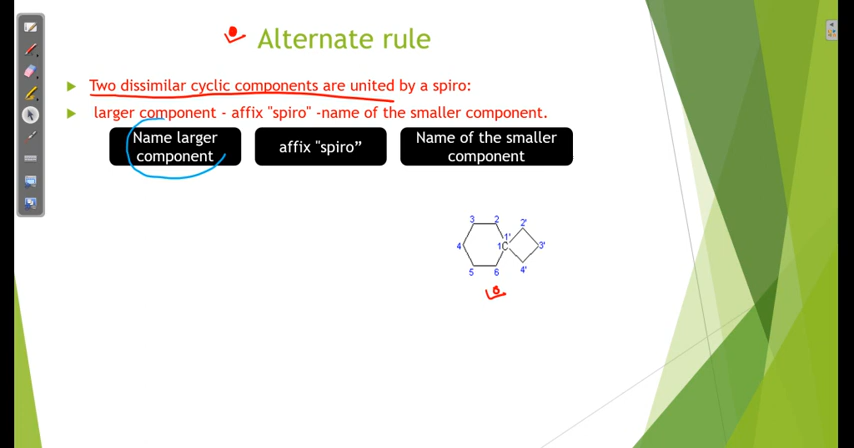 Alternate rule
Two dissimilar cyclic components are united by a spiro:
larger component - affix "spiro" -name of the smaller component.
Name larger
component
affix "spiro”
Name of the smaller
component
3 2 2'
1'
4 1C 3'
5 6 4'